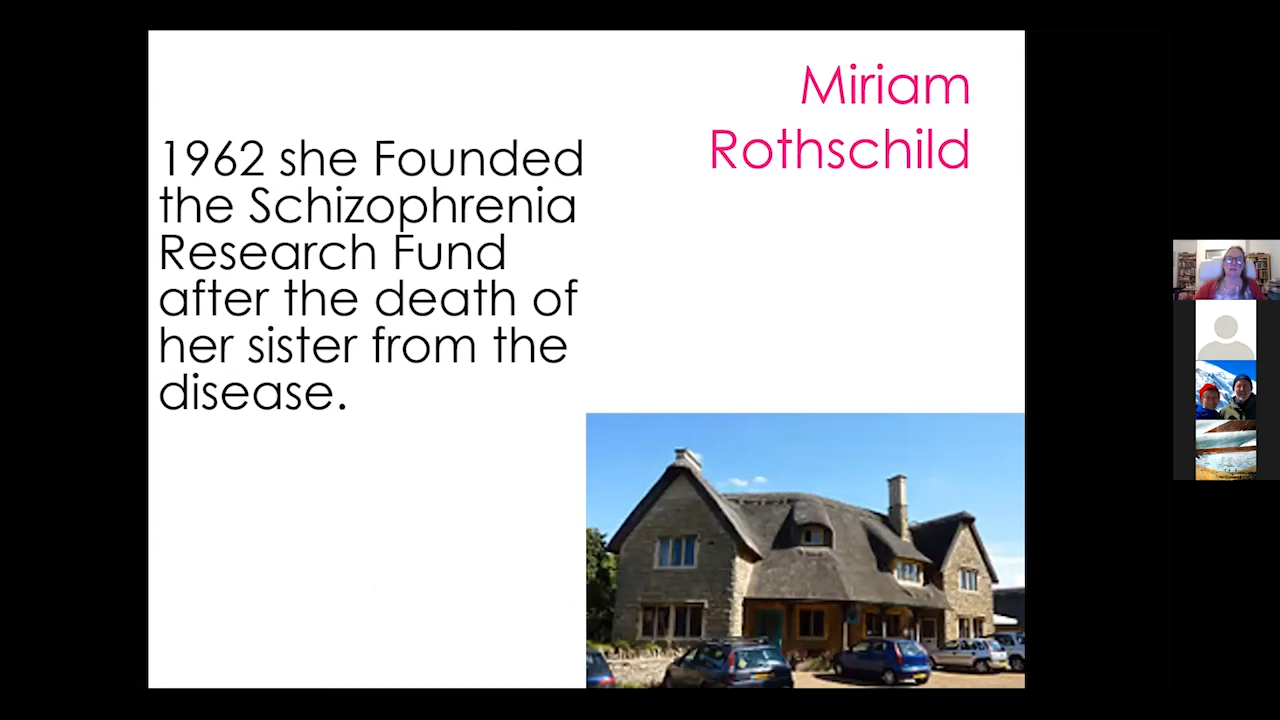 Miriam
Rothschild
1962 she Founded
the Schizophrenia
Research Fund
after the death of
her sister from the
disease.